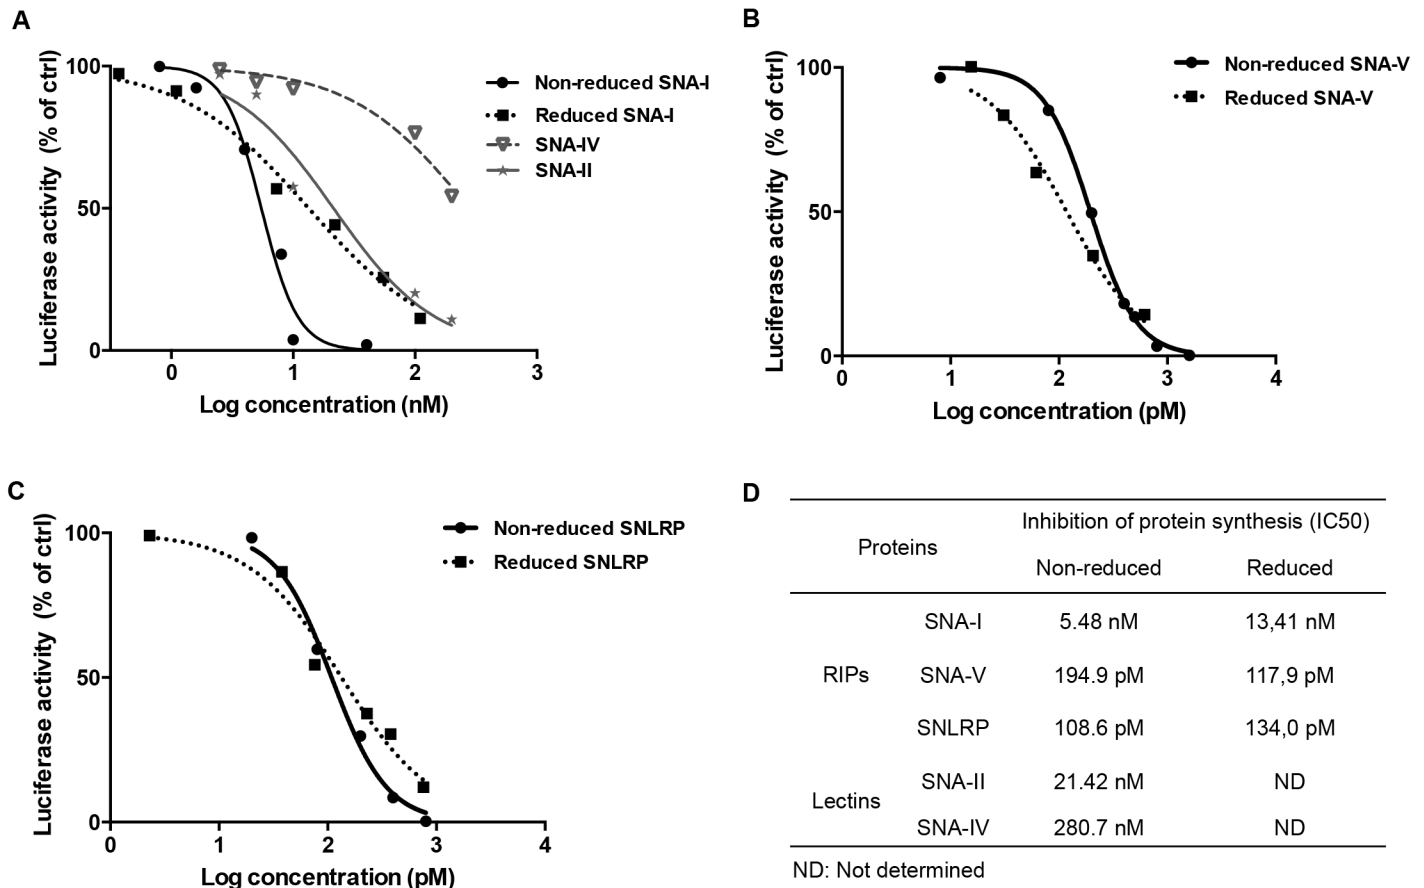 A
Luciferase activity (% of ctrl)
100
50
0
0 1 2 3
Log concentration (nM)
Non-reduced SNA-I
Reduced SNA-I
SNA-IV
SNA-II
B
Luciferase activity (% of ctrl)
100
50
0
0 1 2 3 4
Log concentration (pM)
Non-reduced SNA-V
Reduced SNA-V
C
Luciferase activity (% of ctrl)
100
50
0
0 1 2 3 4
Log concentration (pM)
Non-reduced SNLRP
Reduced SNLRP
D
Proteins
Inhibition of protein synthesis (IC50)
Non-reduced Reduced
RIPs
SNA-I 5.48 nM 13,41 nM
SNA-V 194.9 pM 117,9 pM
SNLRP 108.6 pM 134,0 pM
Lectins
SNA-II 21.42 nM ND
SNA-IV 280.7 nM ND
ND: Not determined